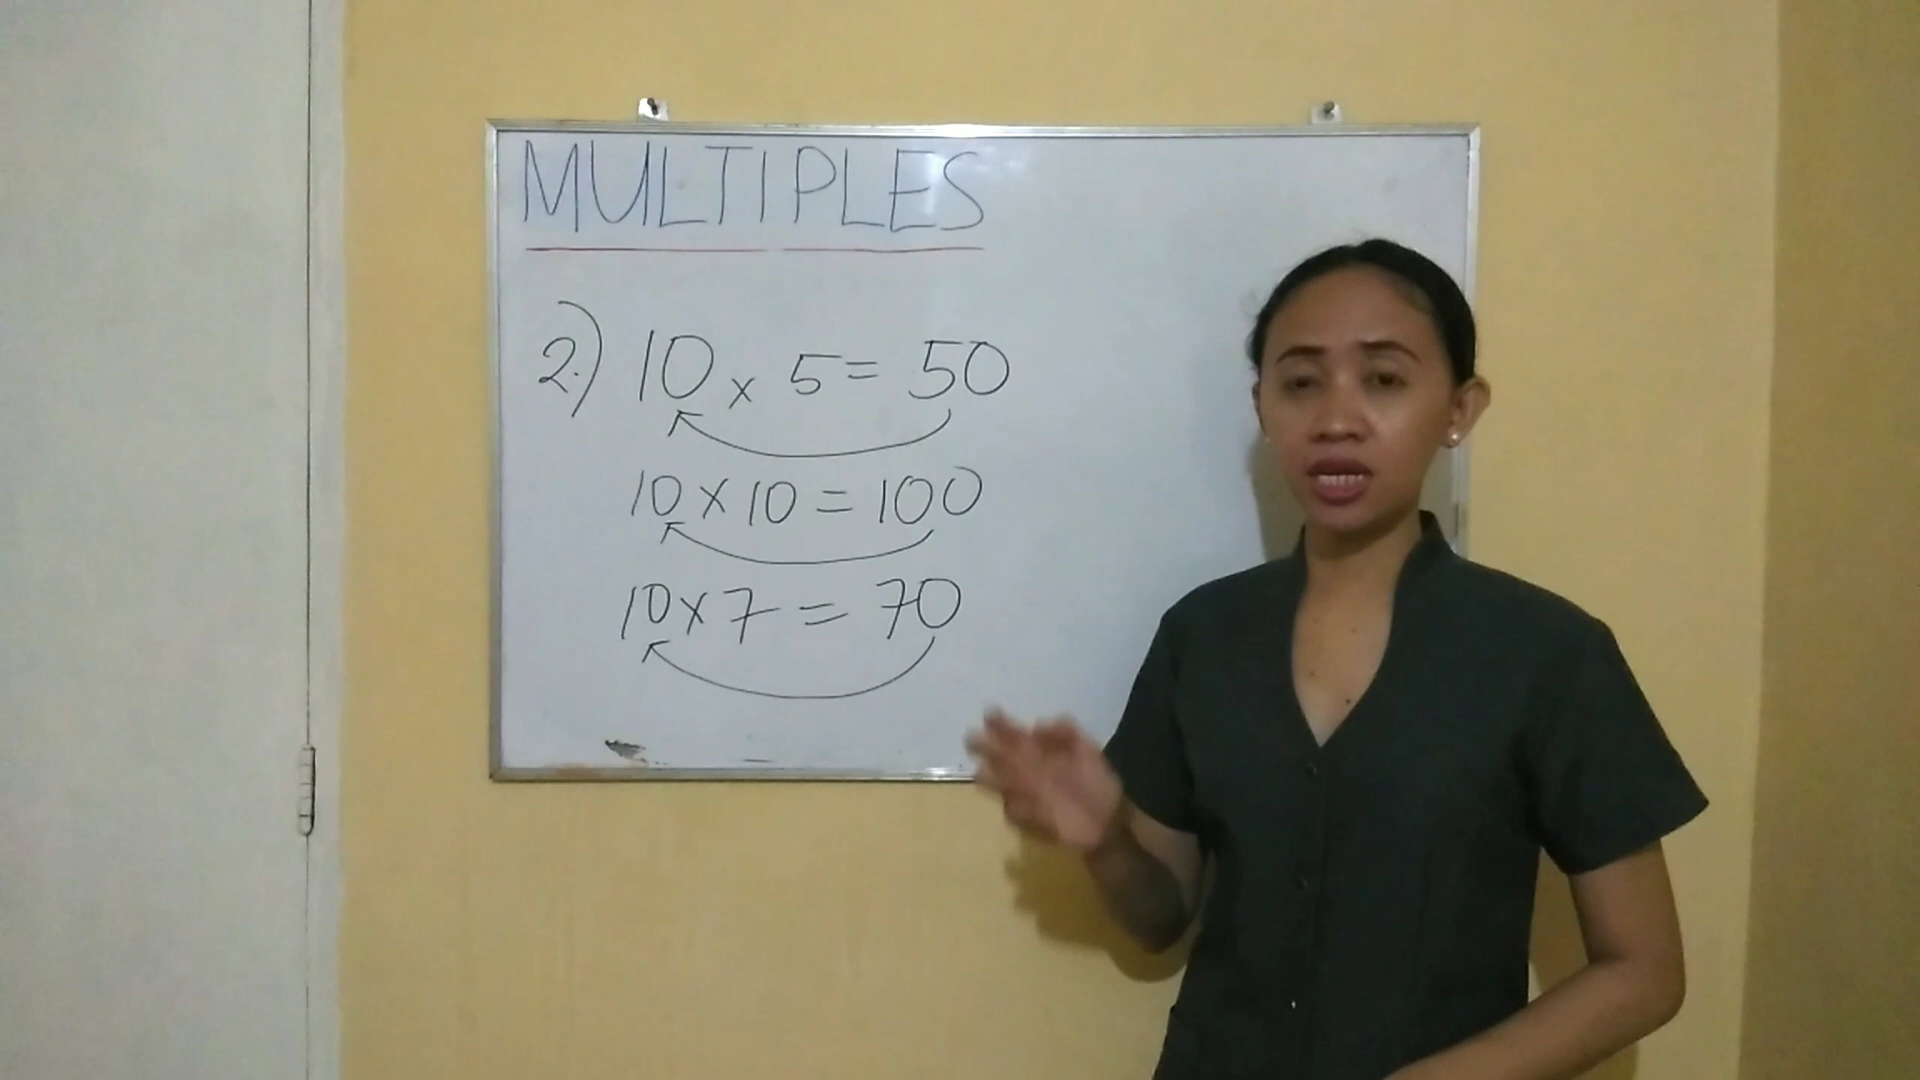 MULTIPLES
2.) 10 x 5 = 50
10 x 10 = 100
10 x 7 = 70